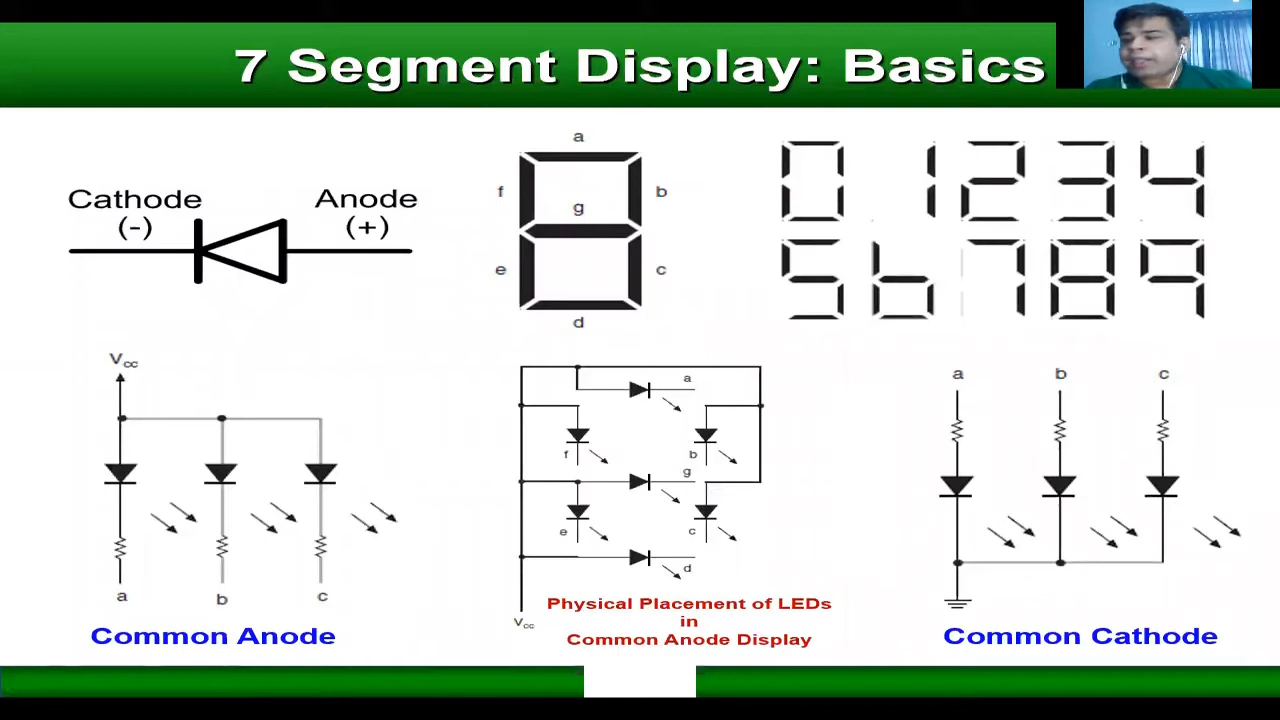 7 Segment Display: Basics
Cathode
(-)
Anode
(+)
a
f
b
g
e
c
d
0 1 2 3 4
5 6 7 8 9
Vcc
a
b
c
Common Anode
a
f
b
g
e
c
d
Vcc
Physical Placement of LEDs
in
Common Anode Display
a
b
c
Common Cathode